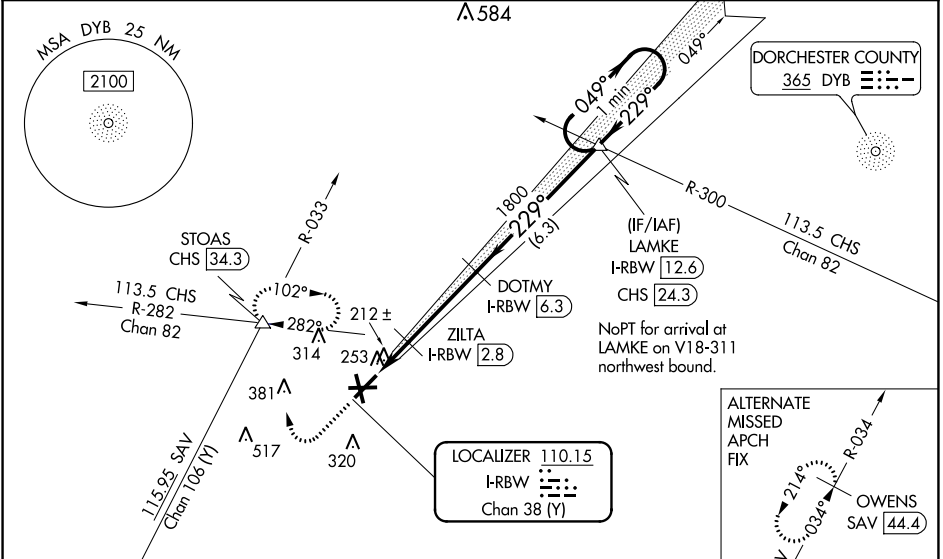 584
MSA DYB 25 NM
2100
049°
DORCHESTER COUNTY
365 DYB
049°
1 min
229°
R-300
113.5 CHS
Chan 82
1800
229°
(6.3)
(IF/IAF)
LAMKE
I-RBW 12.6
CHS 24.3
NoPT for arrival at
LAMKE on V18-311
northwest bound.
R-033
STOAS
CHS 34.3
102°
113.5 CHS
R-282
Chan 82
282°
212 ±
314
253
DOTMY
I-RBW 6.3
ZILTA
I-RBW 2.8
381
517
320
115.95 SAV
Chan 106 (Y)
LOCALIZER 110.15
I-RBW
Chan 38 (Y)
ALTERNATE
MISSED
APCH
FIX
R-034
214°
034°
OWENS
SAV 44.4